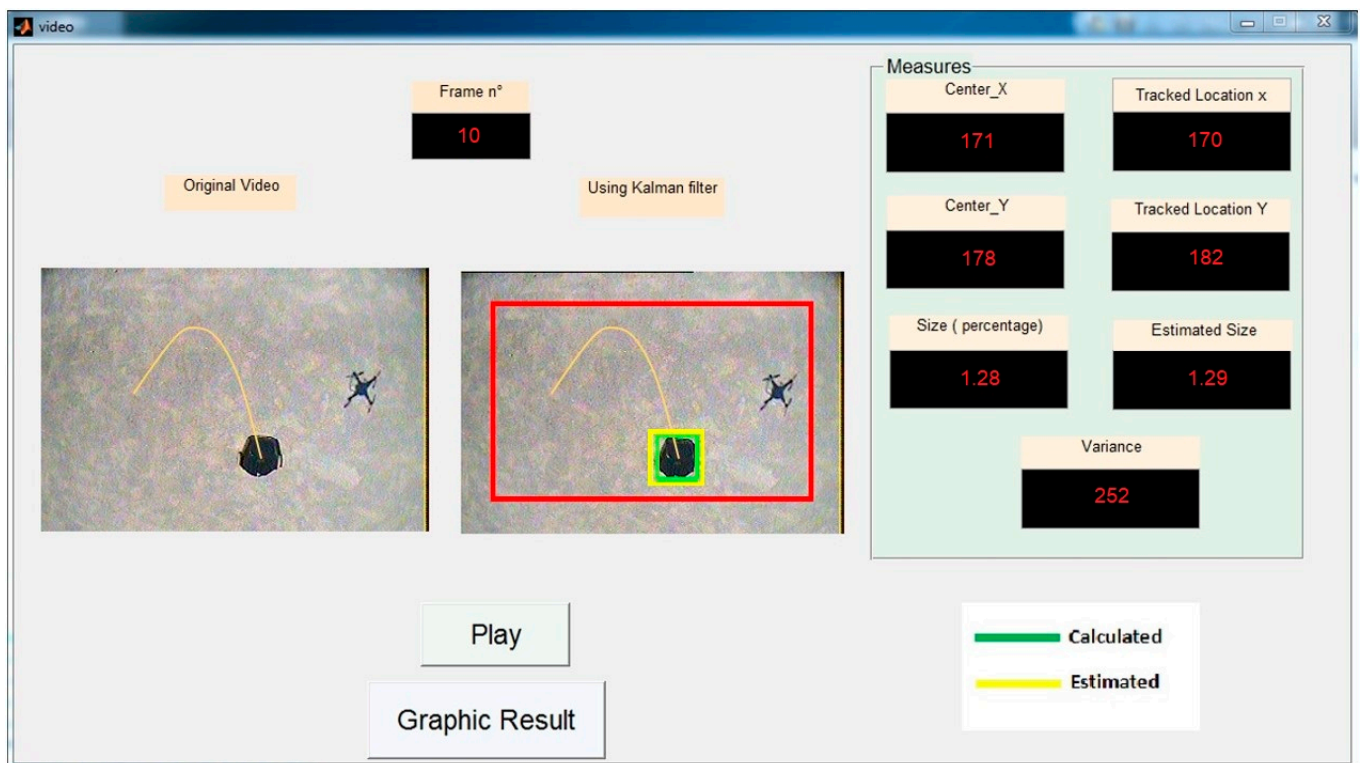 video
Frame n°
10
Original Video
Using Kalman filter
Measures
Center_X
Tracked Location x
171
170
Center_Y
Tracked Location Y
178
182
Size ( percentage)
Estimated Size
1.28
1.29
Variance
252
Play
Graphic Result
Calculated
Estimated